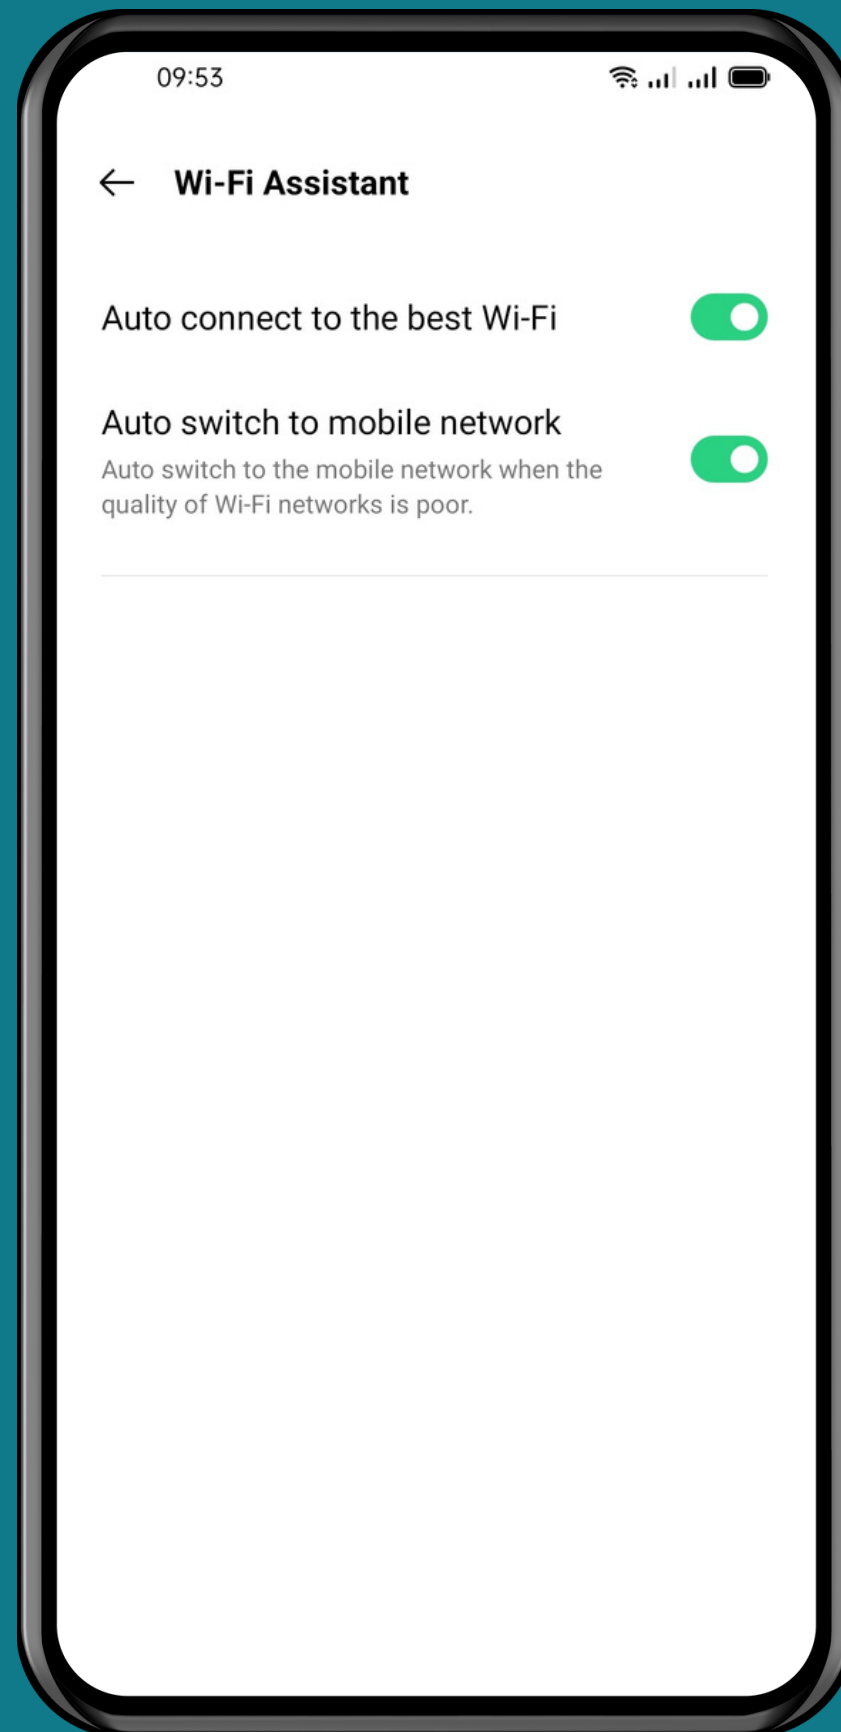 09:53
Wi-Fi Assistant
Auto connect to the best Wi-Fi
Auto switch to mobile network
Auto switch to the mobile network when the
quality of Wi-Fi networks is poor.